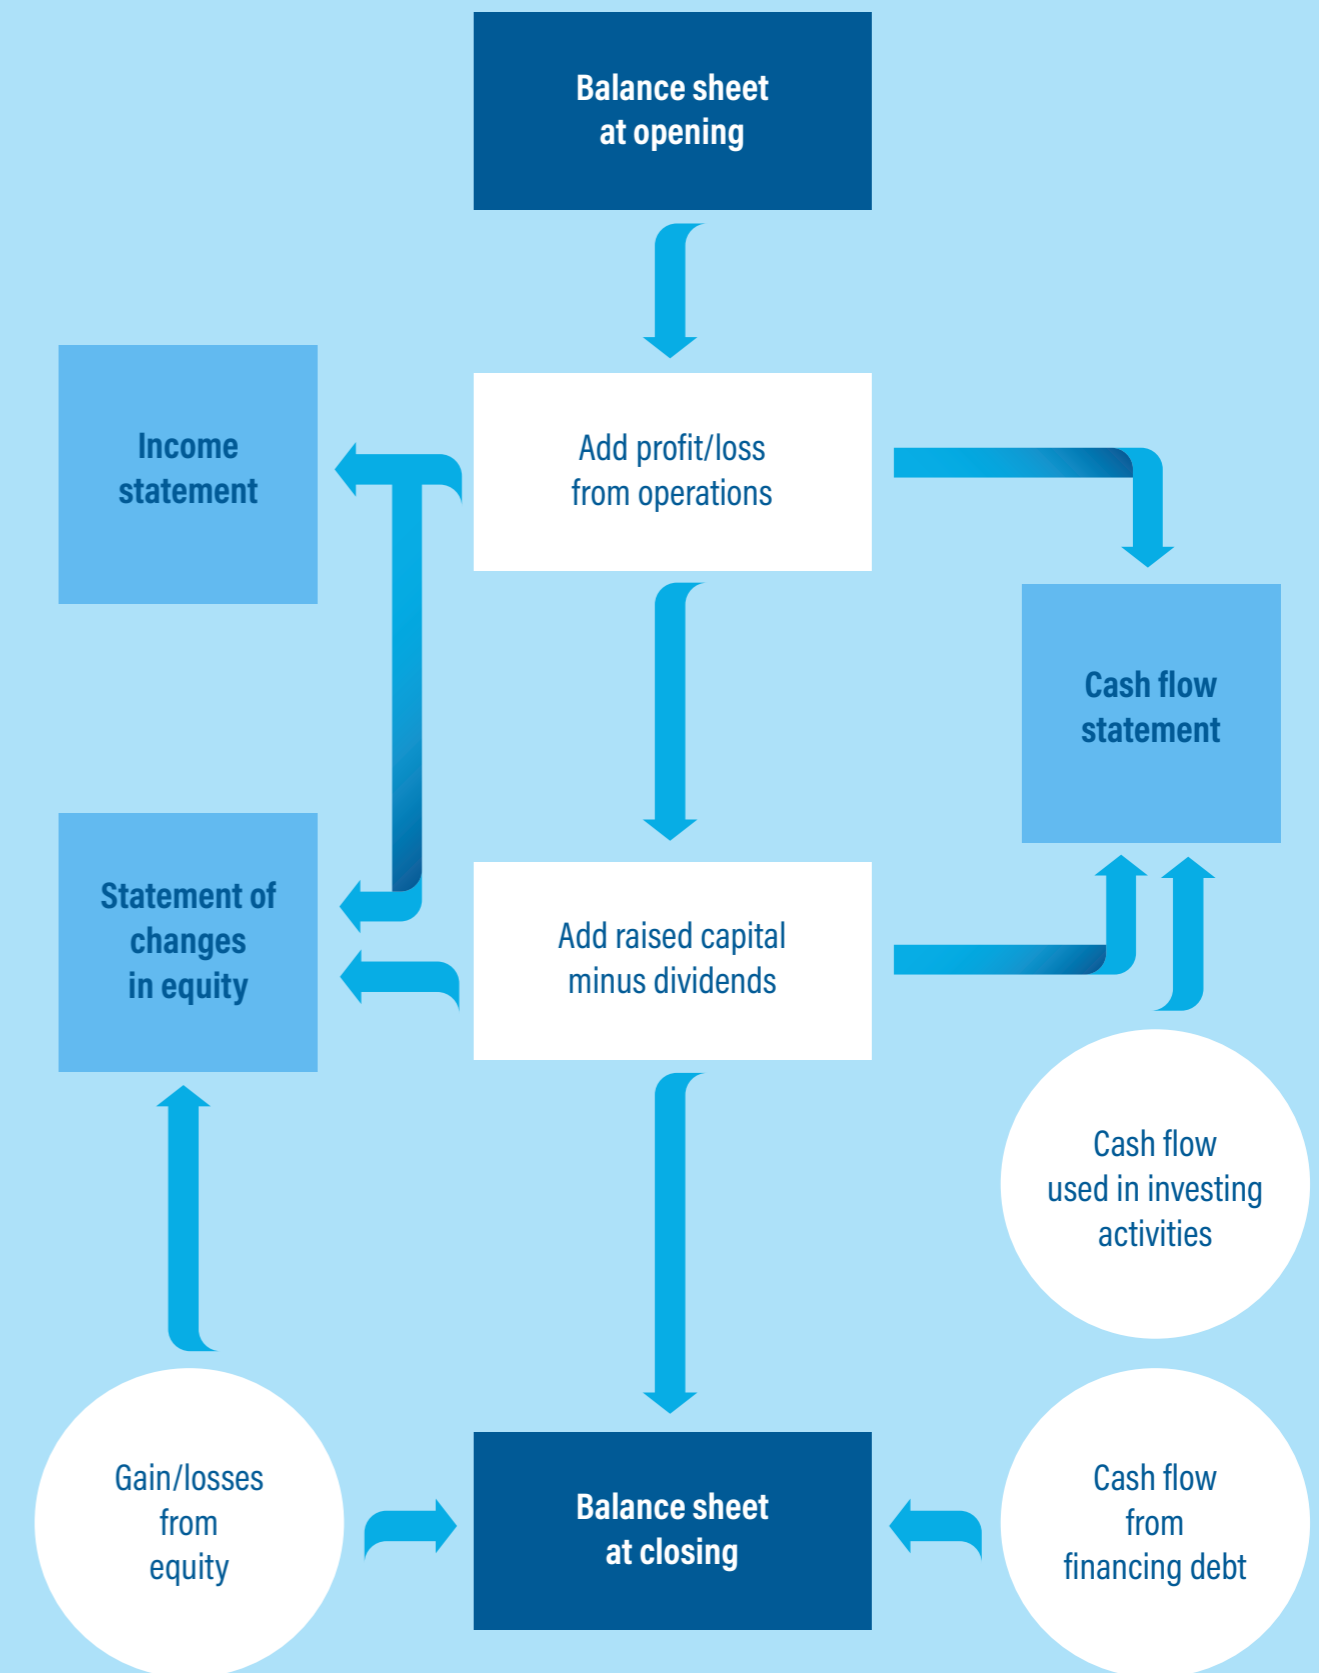 Balance sheet
at opening
Income
statement
Add profit/loss
from operations
Cash flow
statement
Statement of
changes
in equity
Add raised capital
minus dividends
Cash flow
used in investing
activities
Gain/losses
from
equity
Balance sheet
at closing
Cash flow
from
financing debt